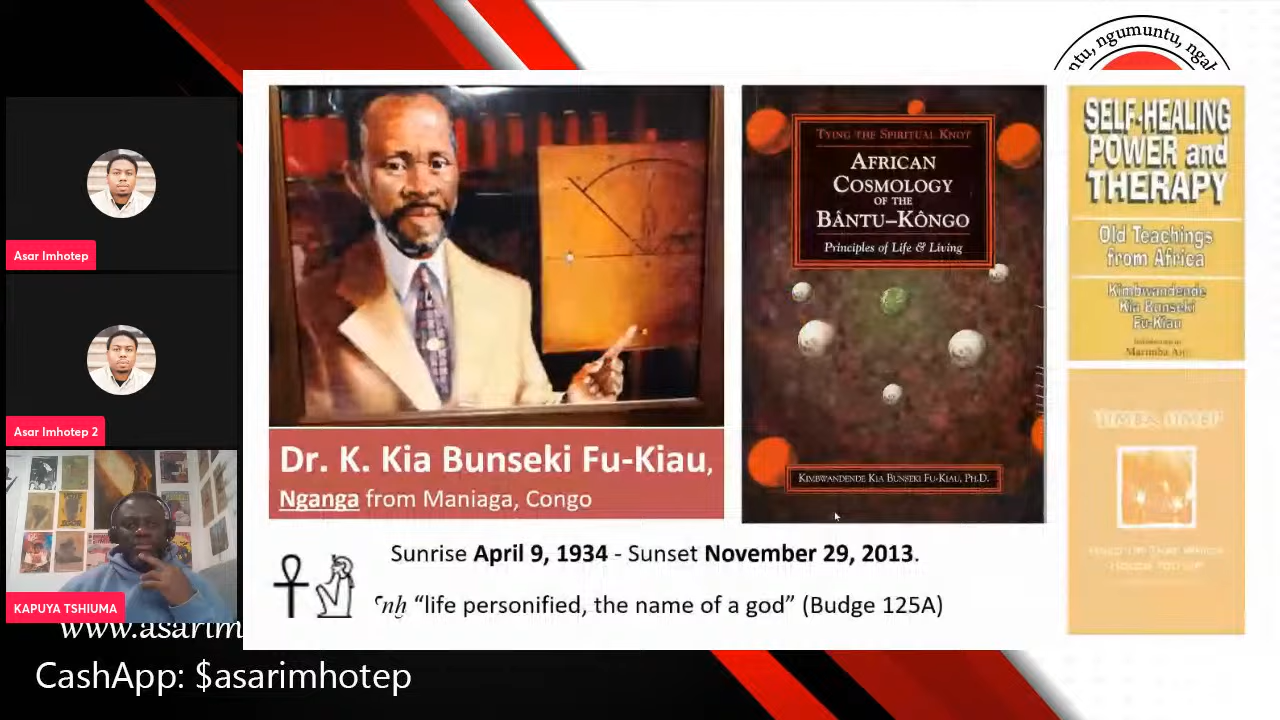 ntu, ngumuntu, ngab
Asar Imhotep
Asar Imhotep 2
KAPUYA TSHIUMA
www.asarim
CashApp: $asarimhotep
Dr. K. Kia Bunseki Fu-Kiau,
Nganga from Maniaga, Congo
TYING THE SPIRITUAL KNOT
AFRICAN
COSMOLOGY
OF THE
BÂNTU–KÔNGO
Principles of Life & Living
KIMBWANDENDE KIA BUNSEKI FU-KIAU, PH.D.
SELF-HEALING
POWER and
THERAPY
Old Teachings
from Africa
Kimbwandende
Kia Bunseki
Fu-Kiau
Marimba Ani
Sunrise April 9, 1934 - Sunset November 29, 2013.
ꜥnḫ “life personified, the name of a god” (Budge 125A)